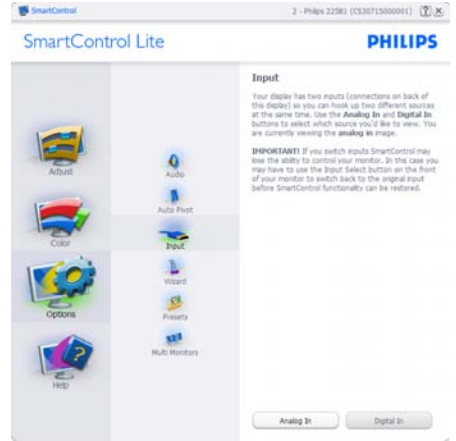 SmartControl
2 - Philips 225B1 (CS30715000001)
SmartControl Lite
PHILIPS
Adjust
Color
Options
Help
Audio
Auto Pivot
Input
Wizard
Presets
Multi Monitors
Input
Your display has two inputs (connections on back of
the display) so you can hook up two different sources
at the same time. Use the Analog In and Digital In
buttons to select which source you'd like to view. You
are currently viewing the analog in image.
IMPORTANT! If you switch inputs SmartControl may
lose the ability to control your monitor. In this case you
may have to use the Input Select button on the front
of your monitor to switch back to the original input
before SmartControl functionality can be restored.
Analog In
Digital In